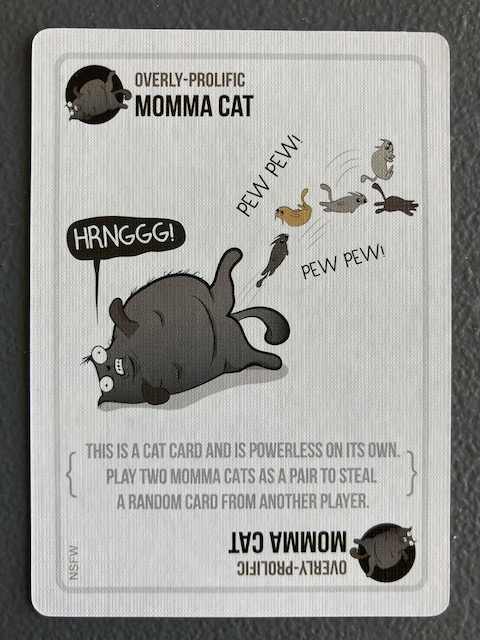 OVERLY-PROLIFIC
MOMMA CAT
PEW PEW!
HRNGGG!
PEW PEW!
THIS IS A CAT CARD AND IS POWERLESS ON ITS OWN.
PLAY TWO MOMMA CATS AS A PAIR TO STEAL
A RANDOM CARD FROM ANOTHER PLAYER.
OVERLY-PROLIFIC
MOMMA CAT
NSFW